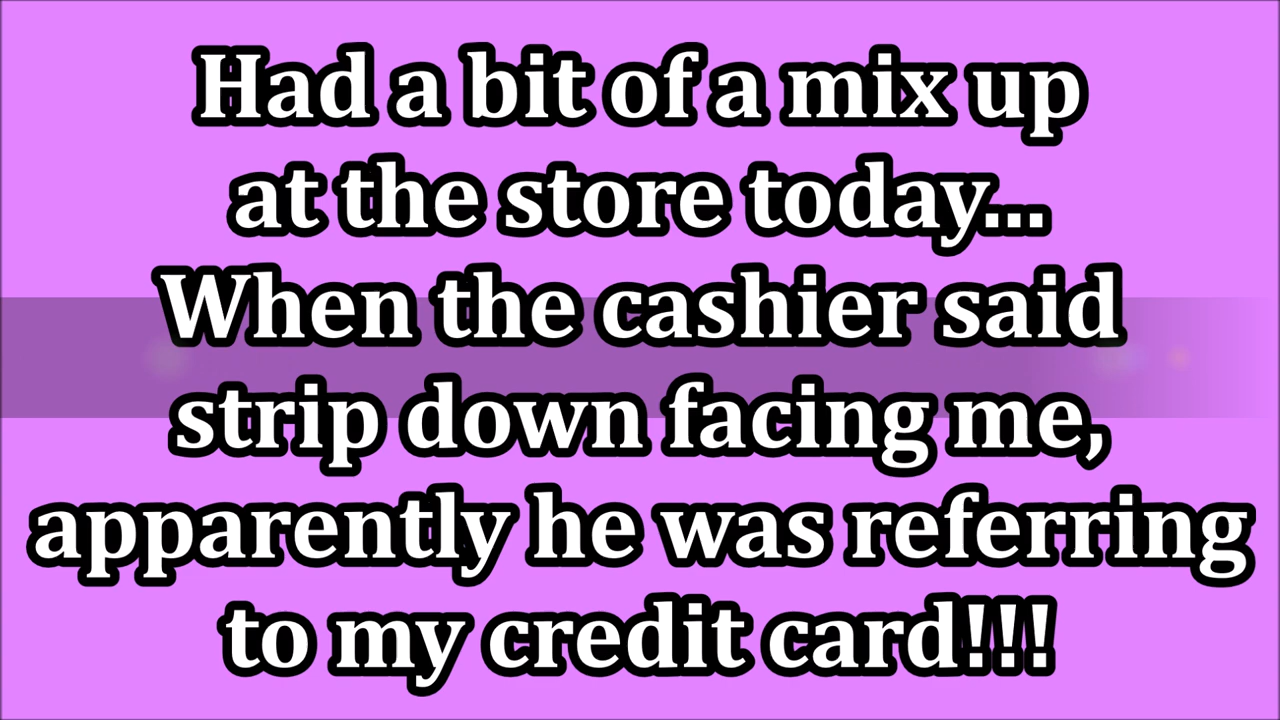 Had a bit of a mix up
at the store today...
When the cashier said
strip down facing me,
apparently he was referring
to my credit card!!!